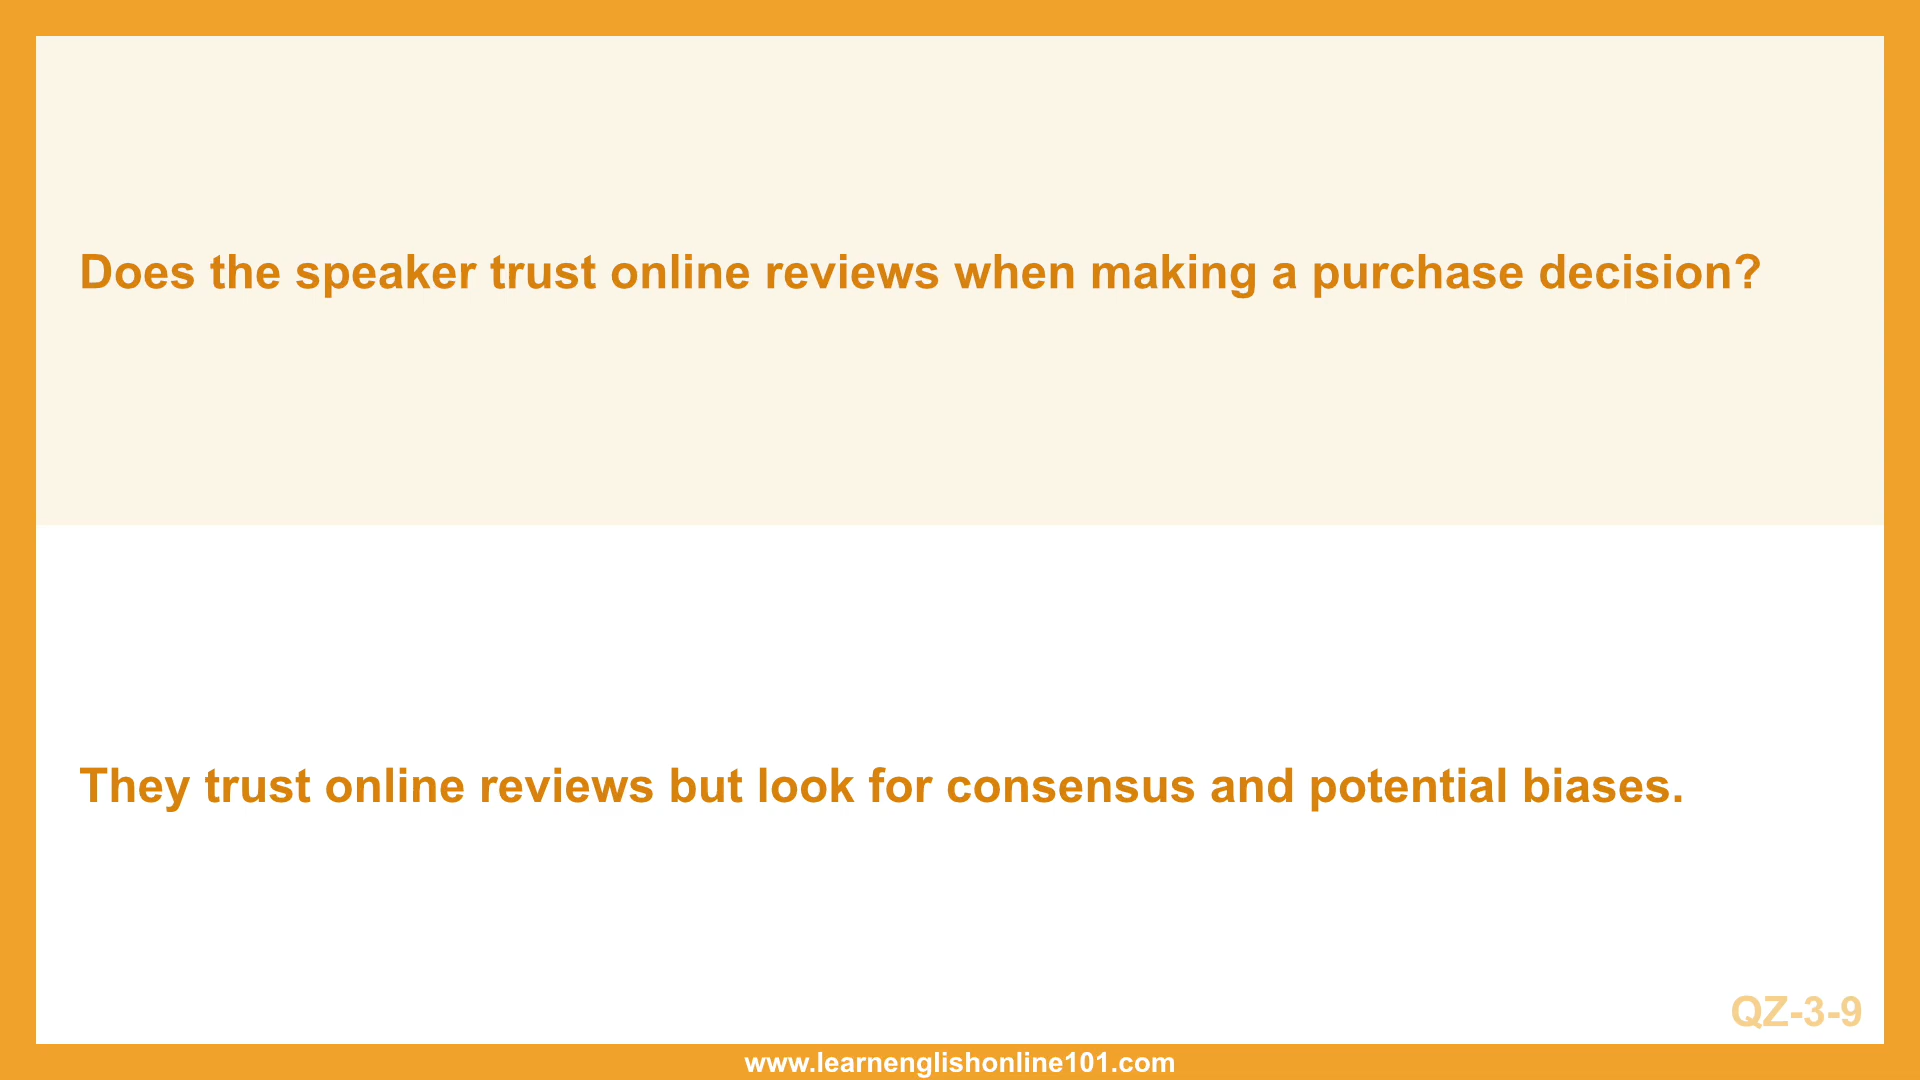 Does the speaker trust online reviews when making a purchase decision?
They trust online reviews but look for consensus and potential biases.
QZ-3-9
www.learnenglishonline101.com